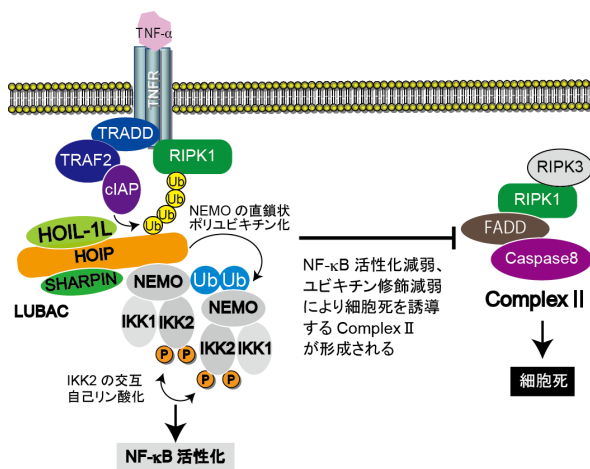 TNF-α
TNFR
TRADD
TRAF2
cIAP
RIPK1
Ub
Ub
Ub
Ub
Ub
NEMO の直鎖状
ポリユビキチン化
HOIL-1L
HOIP
SHARPIN
LUBAC
NEMO
Ub
Ub
NEMO
IKK1
IKK2
IKK2
IKK1
P
P
P
P
IKK2 の交互
自己リン酸化
NF-κB 活性化
NF-κB 活性化減弱、
ユビキチン修飾減弱
により細胞死を誘導
する Complex Ⅱ
が形成される
RIPK3
RIPK1
FADD
Caspase8
Complex Ⅱ
細胞死